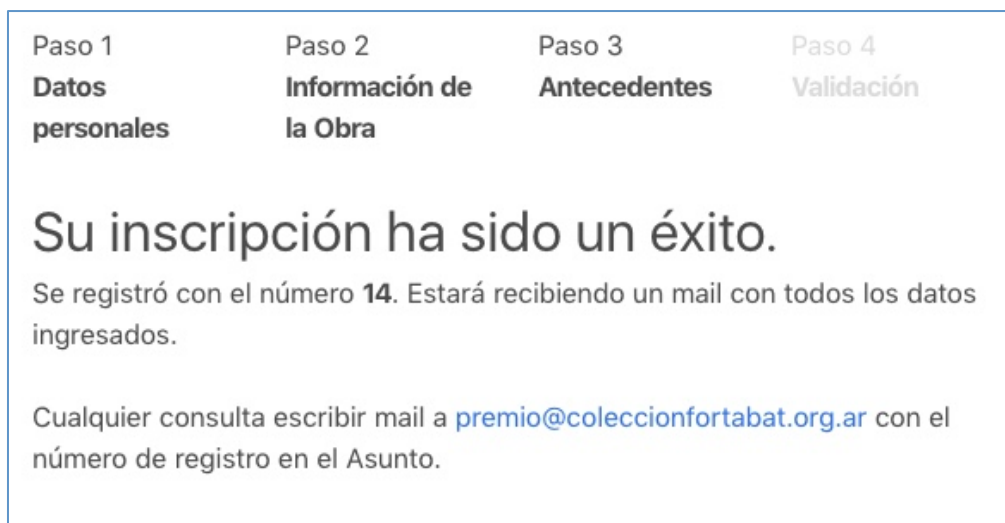 Paso 1
Datos
personales
Paso 2
Información de
la Obra
Paso 3
Antecedentes
Paso 4
Validación
Su inscripción ha sido un éxito.
Se registró con el número 14. Estará recibiendo un mail con todos los datos
ingresados.
Cualquier consulta escribir mail a premio@coleccionfortabat.org.ar con el
número de registro en el Asunto.